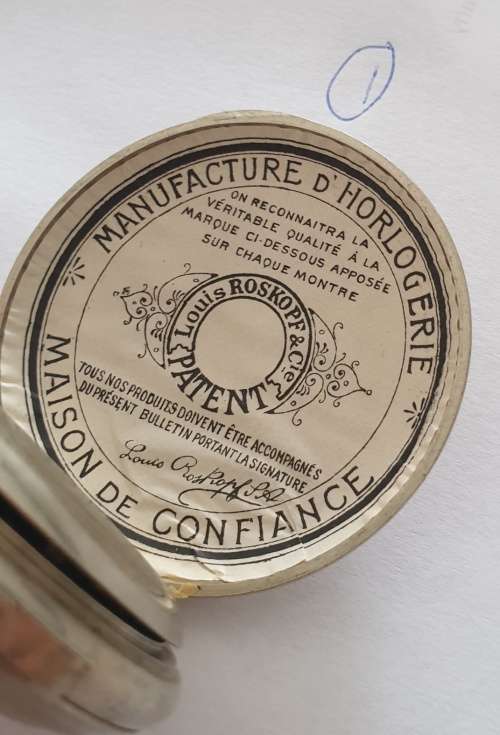 1
MANUFACTURE D'HORLOGERIE
ON RECONNAITRA LA
VÉRITABLE QUALITÉ À LA
MARQUE CI-DESSOUS APPOSÉE
SUR CHAQUE MONTRE
Louis ROSKOPF & Cie.
PATENT
TOUS NOS PRODUITS DOIVENT ÊTRE ACCOMPAGNÉS
DU PRÉSENT BULLETIN PORTANT LA SIGNATURE
Louis Roskopf S.A.
MAISON DE CONFIANCE